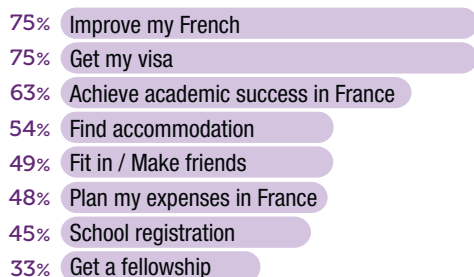 75% Improve my French
75% Get my visa
63% Achieve academic success in France
54% Find accommodation
49% Fit in / Make friends
48% Plan my expenses in France
45% School registration
33% Get a fellowship